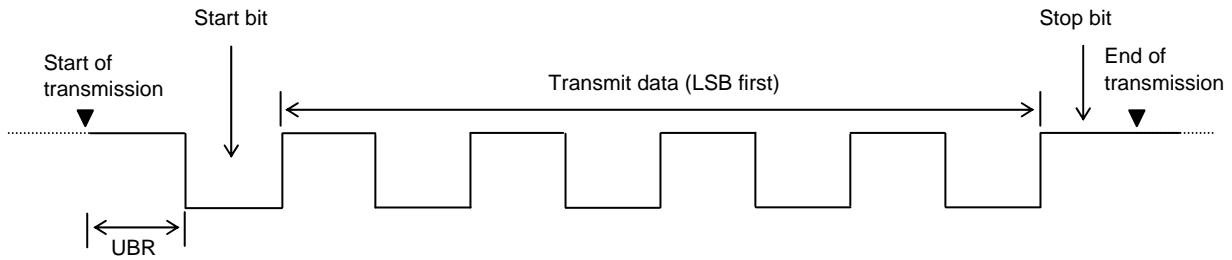 Start bit
Stop bit
Start of
transmission
End of
transmission
Transmit data (LSB first)
UBR